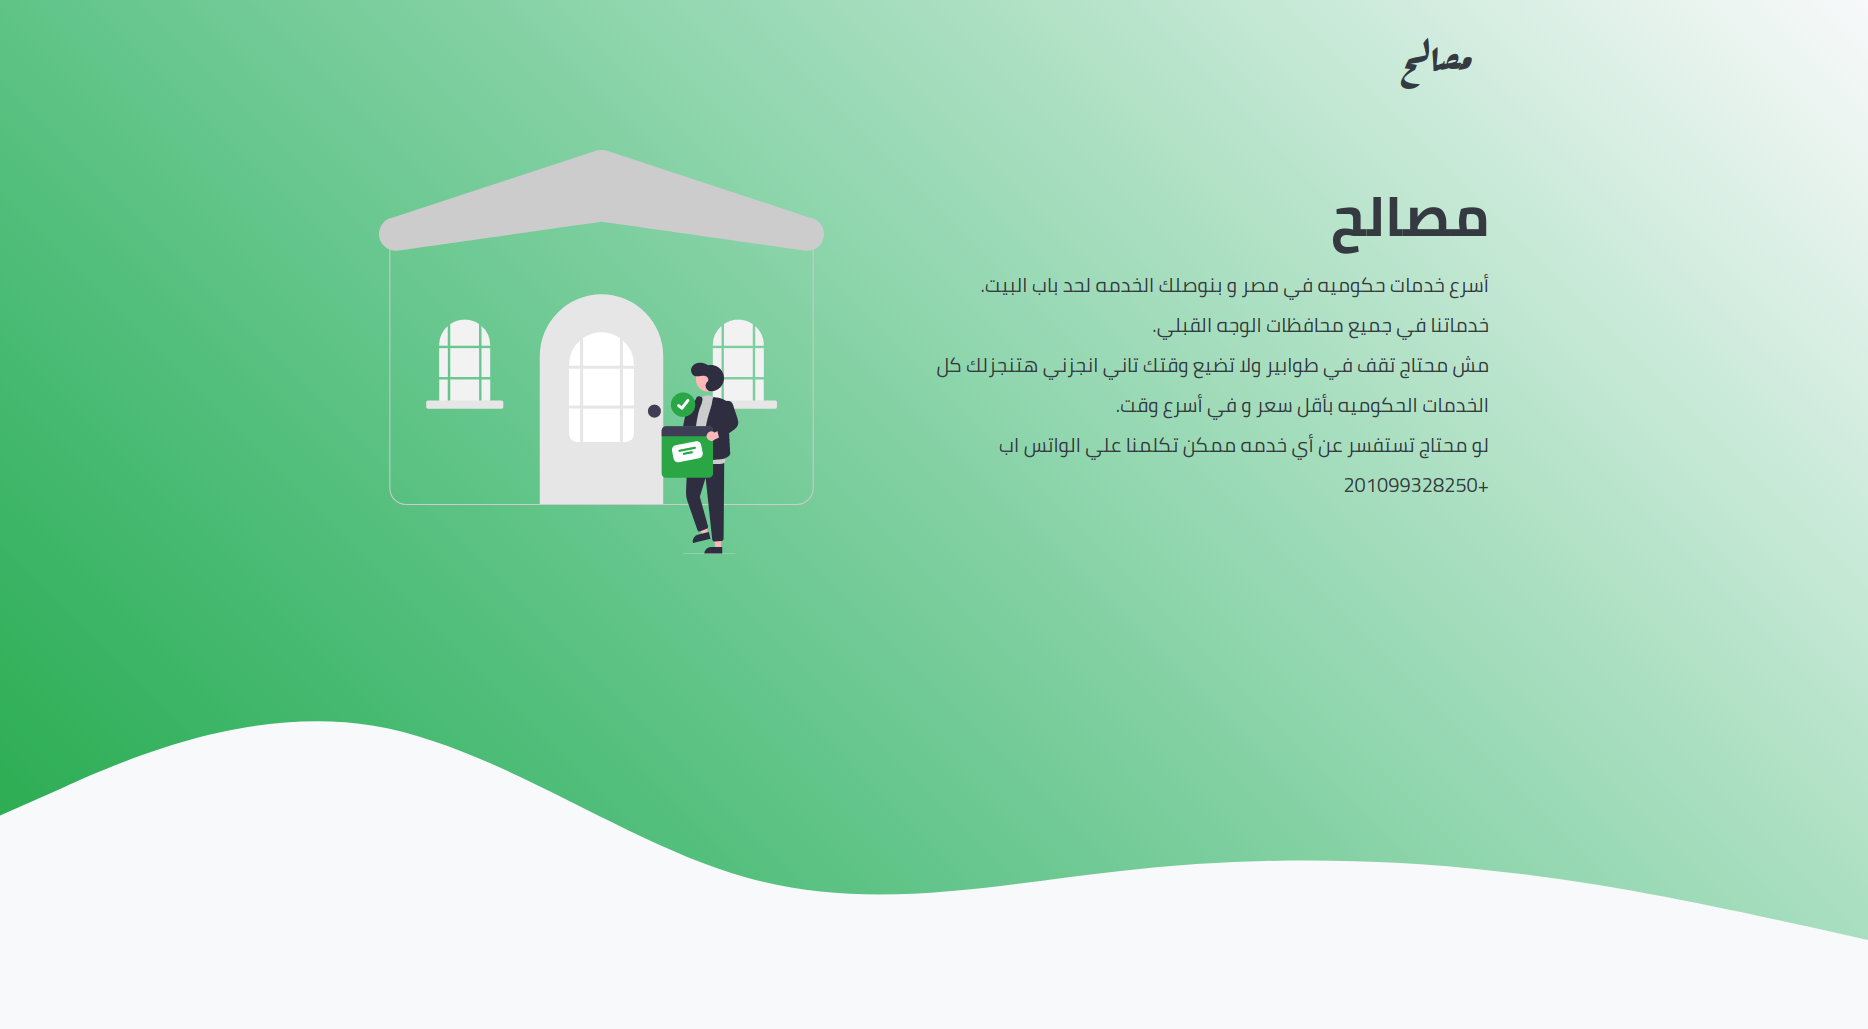 مصالح
مصالح
أسرع خدمات حكوميه في مصر و بنوصلك الخدمه لحد باب البيت.
خدماتنا في جميع محافظات الوجه القبلي.
مش محتاج تقف في طوابير ولا تضيع وقتك تاني انجزني هتنجزلك كل
الخدمات الحكوميه بأقل سعر و في أسرع وقت.
لو محتاج تستفسر عن أي خدمه ممكن تكلمنا علي الواتس اب
+201099328250